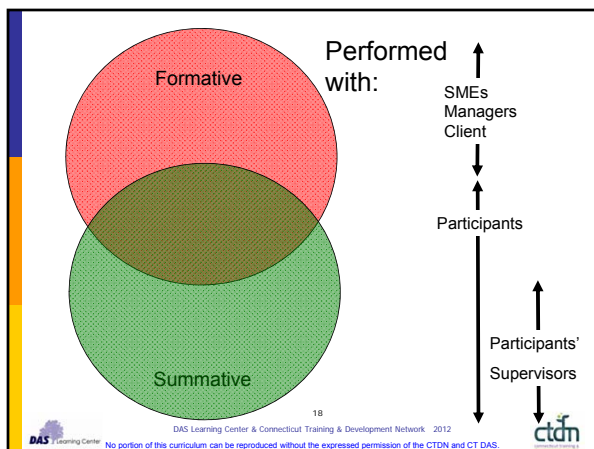 Performed
with:
Formative
SMEs
Managers
Client
Participants
Participants’
Supervisors
Summative
18
DAS Learning Center & Connecticut Training & Development Network 2012
No portion of this curriculum can be reproduced without the expressed permission of the CTDN and CT DAS.
DAS Learning Center
ctdn